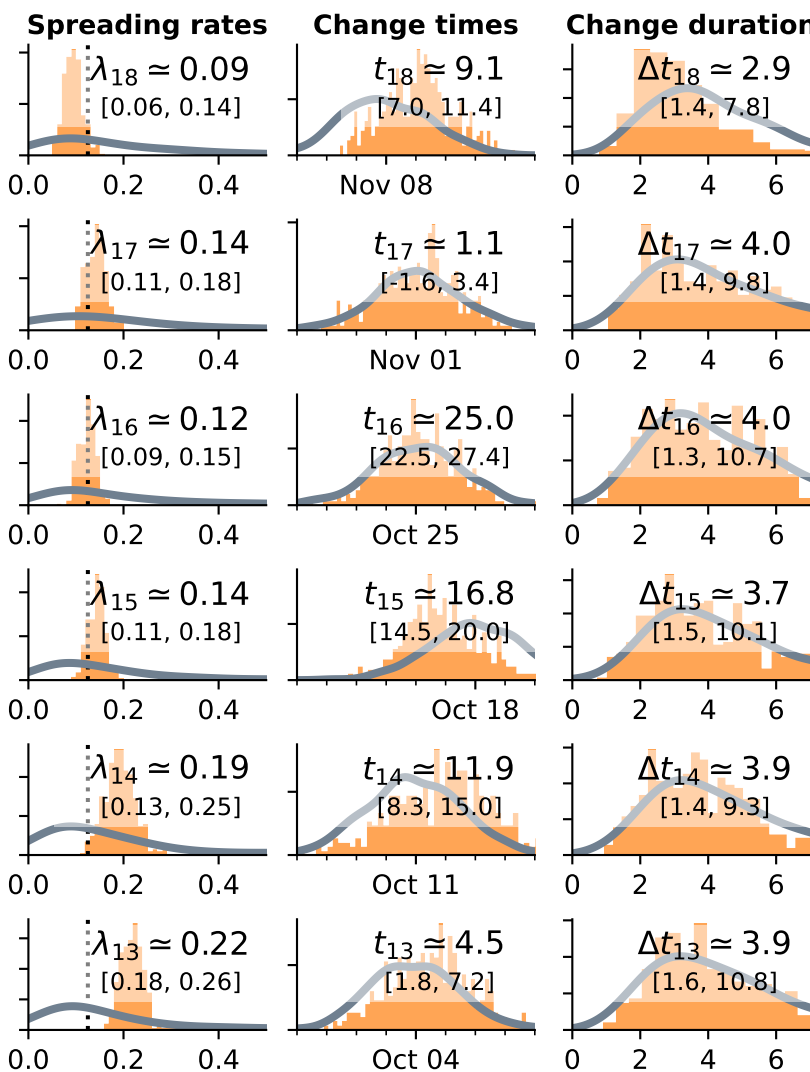 Spreading rates Change times Change duration
λ18 ≃ 0.09 t18 ≃ 9.1 Δt18 ≃ 2.9
[0.06, 0.14] [7.0, 11.4] [1.4, 7.8]
0.0 0.2 0.4 Nov 08 0 2 4 6
λ17 ≃ 0.14 t17 ≃ 1.1 Δt17 ≃ 4.0
[0.11, 0.18] [-1.6, 3.4] [1.4, 9.8]
0.0 0.2 0.4 Nov 01 0 2 4 6
λ16 ≃ 0.12 t16 ≃ 25.0 Δt16 ≃ 4.0
[0.09, 0.15] [22.5, 27.4] [1.3, 10.7]
0.0 0.2 0.4 Oct 25 0 2 4 6
λ15 ≃ 0.14 t15 ≃ 16.8 Δt15 ≃ 3.7
[0.11, 0.18] [14.5, 20.0] [1.5, 10.1]
0.0 0.2 0.4 Oct 18 0 2 4 6
λ14 ≃ 0.19 t14 ≃ 11.9 Δt14 ≃ 3.9
[0.13, 0.25] [8.3, 15.0] [1.4, 9.3]
0.0 0.2 0.4 Oct 11 0 2 4 6
λ13 ≃ 0.22 t13 ≃ 4.5 Δt13 ≃ 3.9
[0.18, 0.26] [1.8, 7.2] [1.6, 10.8]
0.0 0.2 0.4 Oct 04 0 2 4 6